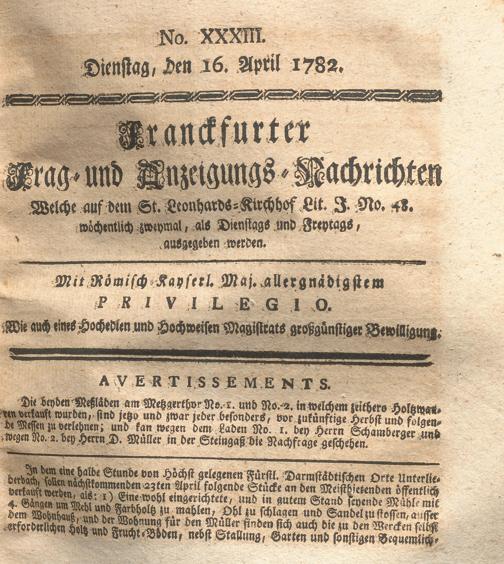 No. XXXIII.
Dienstag, den 16. April 1782.
Franckfurter
Frag- und Anzeigungs-Nachrichten
Welche auf dem St. Leonhards-Kirchhof Lit. J. No. 48.
wöchentlich zweymal, als Dienstags und Freytags,
ausgegeben werden.
Mit Römisch Kayserl. Maj. allergnädigstem
PRIVILEGIO.
Wie auch eines Hochedlen und Hochweisen Magistrats großgünstiger Bewilligung.
AVERTISSEMENTS.
Die beyden Meßläden am Metzgerthor No. 1. und No. 2. in welchem zeithero Holzwaa-
ren verkauft wurden, sind jetzo und zwar jeder besonders, vor zukünftige Herbst und folgen-
de Messen zu verlehnen; und kan wegen dem Laden No. 1. bey Herrn Schamberger und
wegen No. 2. bey Herrn D. Müller in der Steingaß die Nachfrage geschehen.
In dem eine halbe Stunde von Höchst gelegenen Fürstl. Darmstädtischen Orte Unterlie-
derbach, sollen nächstkommenden 23ten April folgende Stücke an den Meistbietenden öffentlich
verkauft werden, als: 1) Eine wohl eingerichtete, und in gutem Stand seyende Mühle mit
4. Gängen um Mehl und Farbholz zu mahlen, Öhl zu schlagen und Sandel zu stossen, ausser
dem Wohnhauß, und der Wohnung für den Müller finden sich auch die zu den Wercken selbst
erforderlichen Holz und Frucht-Böden, nebst Stallung, Garten und sonstigen Bequemlich-